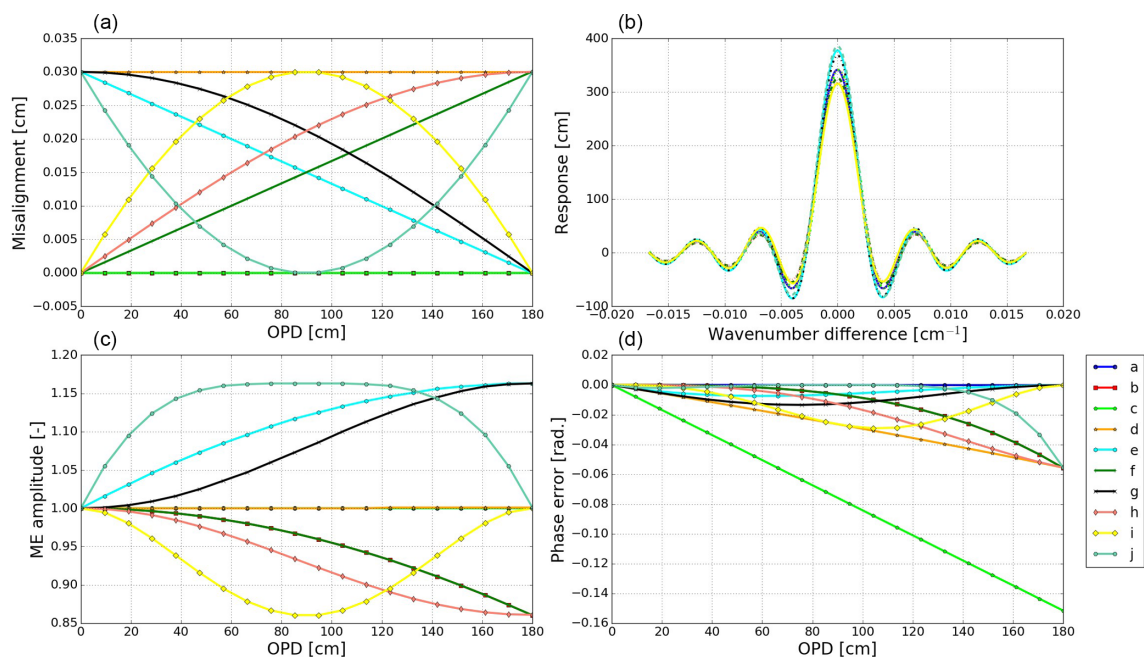 (a)
0.035
0.030
0.025
0.020
0.015
0.010
0.005
0.000
−0.005
Misalignment [cm]
0 20 40 60 80 100 120 140 160 180
OPD [cm]
(b)
400
300
200
100
0
−100
Response [cm]
−0.020 −0.015 −0.010 −0.005 0.000 0.005 0.010 0.015 0.020
Wavenumber difference [cm⁻¹]
(c)
1.20
1.15
1.10
1.05
1.00
0.95
0.90
0.85
ME amplitude [-]
0 20 40 60 80 100 120 140 160 180
OPD [cm]
(d)
0.02
0.00
−0.02
−0.04
−0.06
−0.08
−0.10
−0.12
−0.14
−0.16
Phase error [rad.]
0 20 40 60 80 100 120 140 160 180
OPD [cm]
a
b
c
d
e
f
g
h
i
j